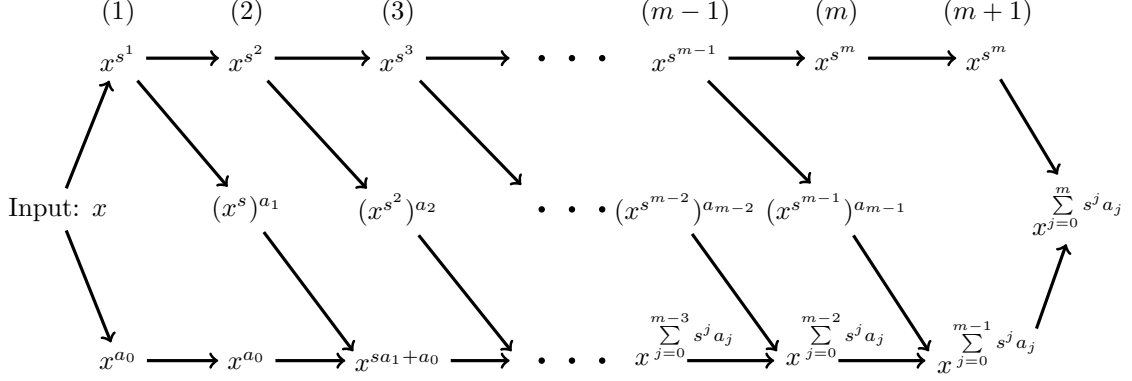 (1) (2) (3) (m − 1) (m) (m + 1)
x^{s^1} x^{s^2} x^{s^3} · · · x^{s^{m−1}} x^{s^m} x^{s^m}
Input: x (x^s)^{a_1} (x^{s^2})^{a_2} · · · (x^{s^{m−2}})^{a_{m−2}} (x^{s^{m−1}})^{a_{m−1}} x^{\sum_{j=0}^{m} s^j a_j}
x^{a_0} x^{a_0} x^{sa_1+a_0} · · · x^{\sum_{j=0}^{m−3} s^j a_j} x^{\sum_{j=0}^{m−2} s^j a_j} x^{\sum_{j=0}^{m−1} s^j a_j}